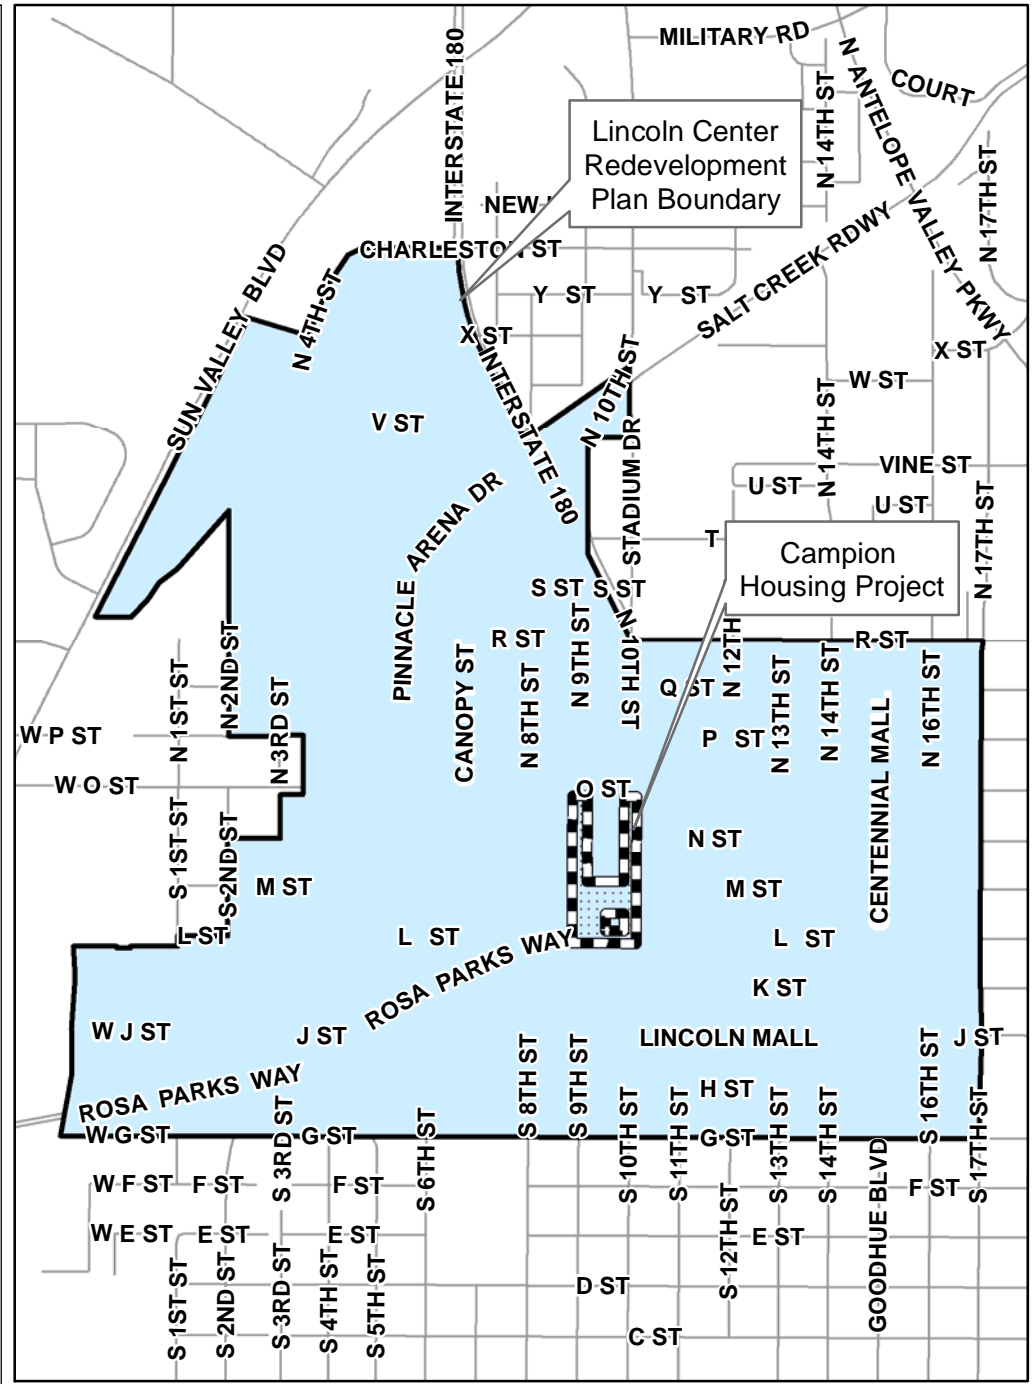 MILITARY RD
INTERSTATE 180
N ANTELOPE VALLEY PKWY
COURT
N 14TH ST
Lincoln Center
Redevelopment
Plan Boundary
N 17TH ST
NEW
CHARLESTON ST
SUN VALLEY BLVD
N 4TH ST
Y ST
Y ST
SALT CREEK RDWY
X ST
X ST
INTERSTATE 180
N 10TH ST
W ST
V ST
N 14TH ST
STADIUM DR
VINE ST
U ST
U ST
N 17TH ST
PINNACLE ARENA DR
T
Campion
Housing Project
S ST
S ST
N 10TH ST
R ST
R ST
N 9TH ST
N 8TH ST
CANOPY ST
N 12TH
N 13TH ST
N 14TH ST
CENTENNIAL MALL
N 16TH ST
Q ST
N 1ST ST
N 2ND ST
N 3RD ST
W P ST
P ST
W O ST
O ST
S 1ST ST
S 2ND ST
N ST
M ST
M ST
L ST
L ST
L ST
ROSA PARKS WAY
K ST
W J ST
J ST
LINCOLN MALL
J ST
ROSA PARKS WAY
H ST
S 8TH ST
S 9TH ST
S 16TH ST
W G ST
G ST
G ST
S 3RD ST
S 6TH ST
S 10TH ST
S 11TH ST
S 13TH ST
S 14TH ST
GOODHUE BLVD
S 17TH ST
W F ST
F ST
F ST
F ST
W E ST
E ST
E ST
E ST
S 12TH ST
S 1ST ST
S 2ND ST
S 3RD ST
S 4TH ST
S 5TH ST
D ST
C ST